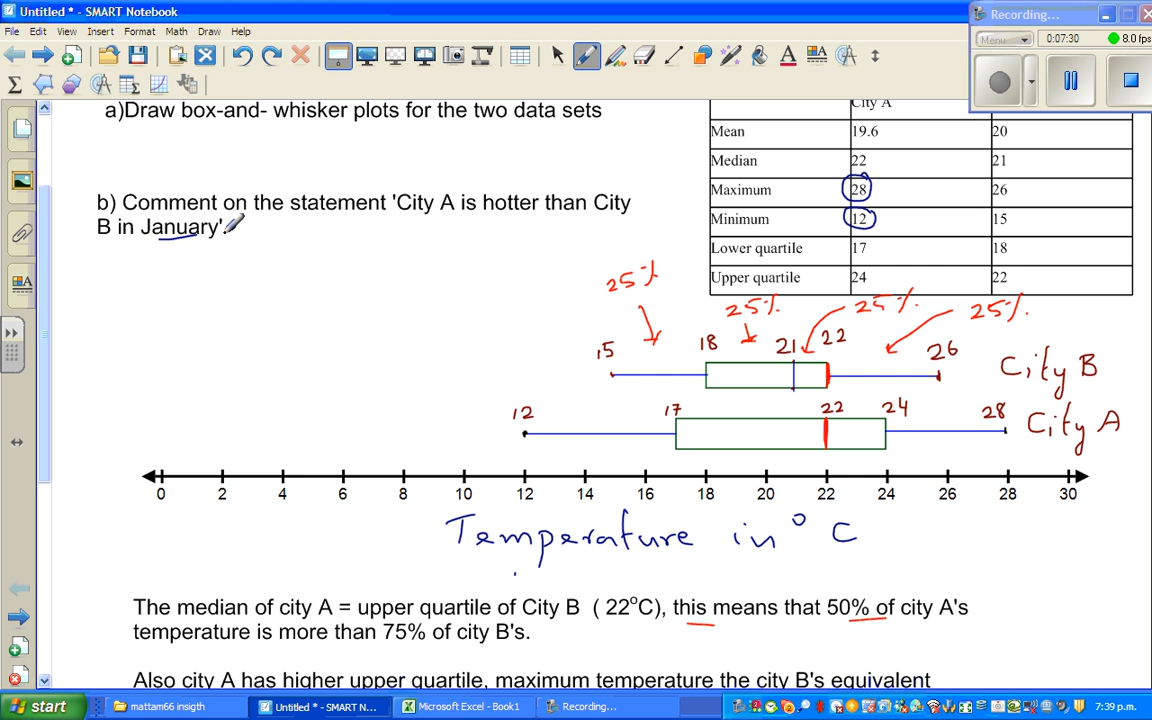 Untitled * - SMART Notebook
Recording...
File Edit View Insert Format Math Draw Help
Menu
0:07:30
8.0 fps
a)Draw box-and- whisker plots for the two data sets
City A
Mean 19.6 20
Median 22 21
Maximum 28 26
Minimum 12 15
Lower quartile 17 18
Upper quartile 24 22
b) Comment on the statement 'City A is hotter than City
B in January'.
25%
25% 25% 25%.
15 18 21 22 26
City B
12 17 22 24 28
City A
0 2 4 6 8 10 12 14 16 18 20 22 24 26 28 30
Temperature in °C
The median of city A = upper quartile of City B ( 22°C), this means that 50% of city A's
temperature is more than 75% of city B's.
Also city A has higher upper quartile, maximum temperature the city B's equivalent
start
mattam66 insigth
Untitled * - SMART N...
Microsoft Excel - Book1
Recording...
7:39 p.m.